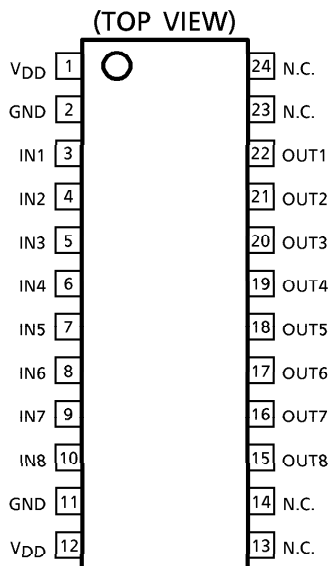 (TOP VIEW)
VDD 1 24 N.C.
GND 2 23 N.C.
IN1 3 22 OUT1
IN2 4 21 OUT2
IN3 5 20 OUT3
IN4 6 19 OUT4
IN5 7 18 OUT5
IN6 8 17 OUT6
IN7 9 16 OUT7
IN8 10 15 OUT8
GND 11 14 N.C.
VDD 12 13 N.C.